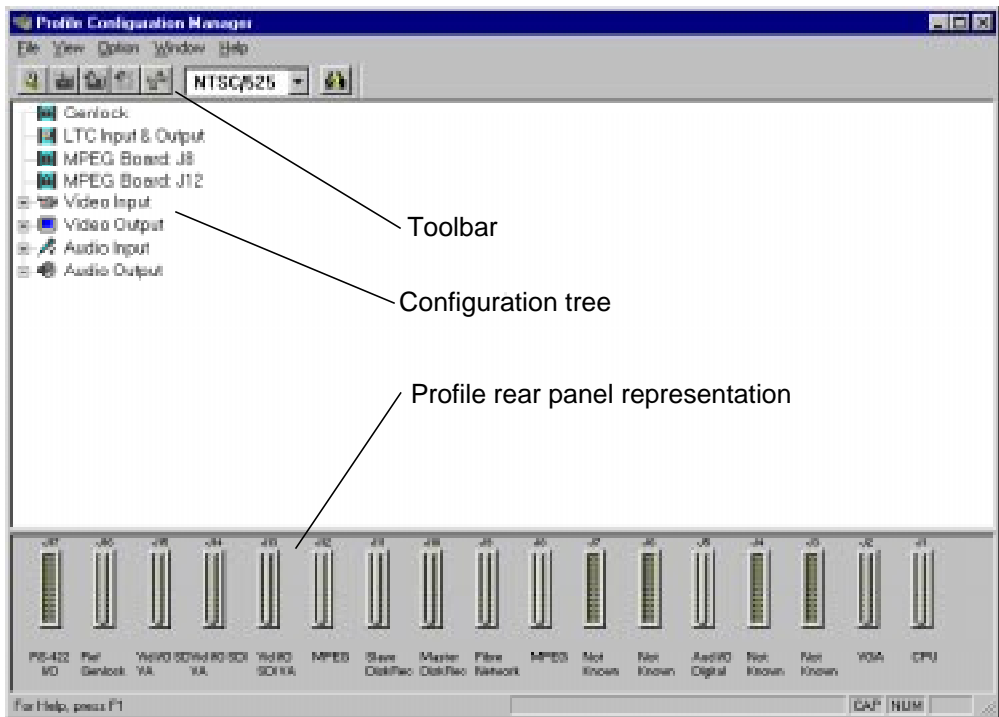 Profile Configuration Manager
File View Option Window Help
NTSC/525
Genlock
LTC Input & Output
MPEG Board: J8
MPEG Board: J12
Video Input
Video Output
Audio Input
Audio Output
Toolbar
Configuration tree
Profile rear panel representation
RS-422 I/O
Ref Genlock
MPEG
Slave DiskRec
Master DiskRec
Fibre Network
MPEG
Not Known
Not Known
Aud I/O Digital
Not Known
Not Known
VGA
CPU
For Help, press F1
CAP NUM